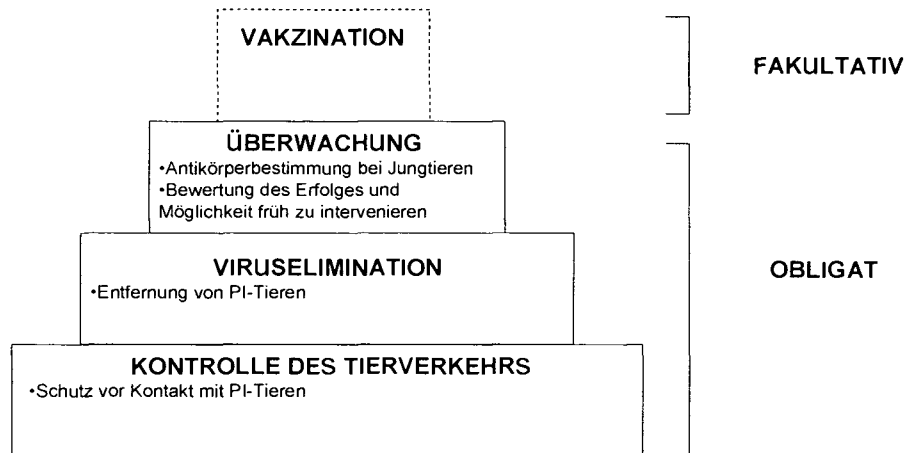 VAKZINATION
FAKULTATIV
ÜBERWACHUNG
•Antikörperbestimmung bei Jungtieren
•Bewertung des Erfolges und
Möglichkeit früh zu intervenieren
VIRUSELIMINATION
•Entfernung von PI-Tieren
OBLIGAT
KONTROLLE DES TIERVERKEHRS
•Schutz vor Kontakt mit PI-Tieren